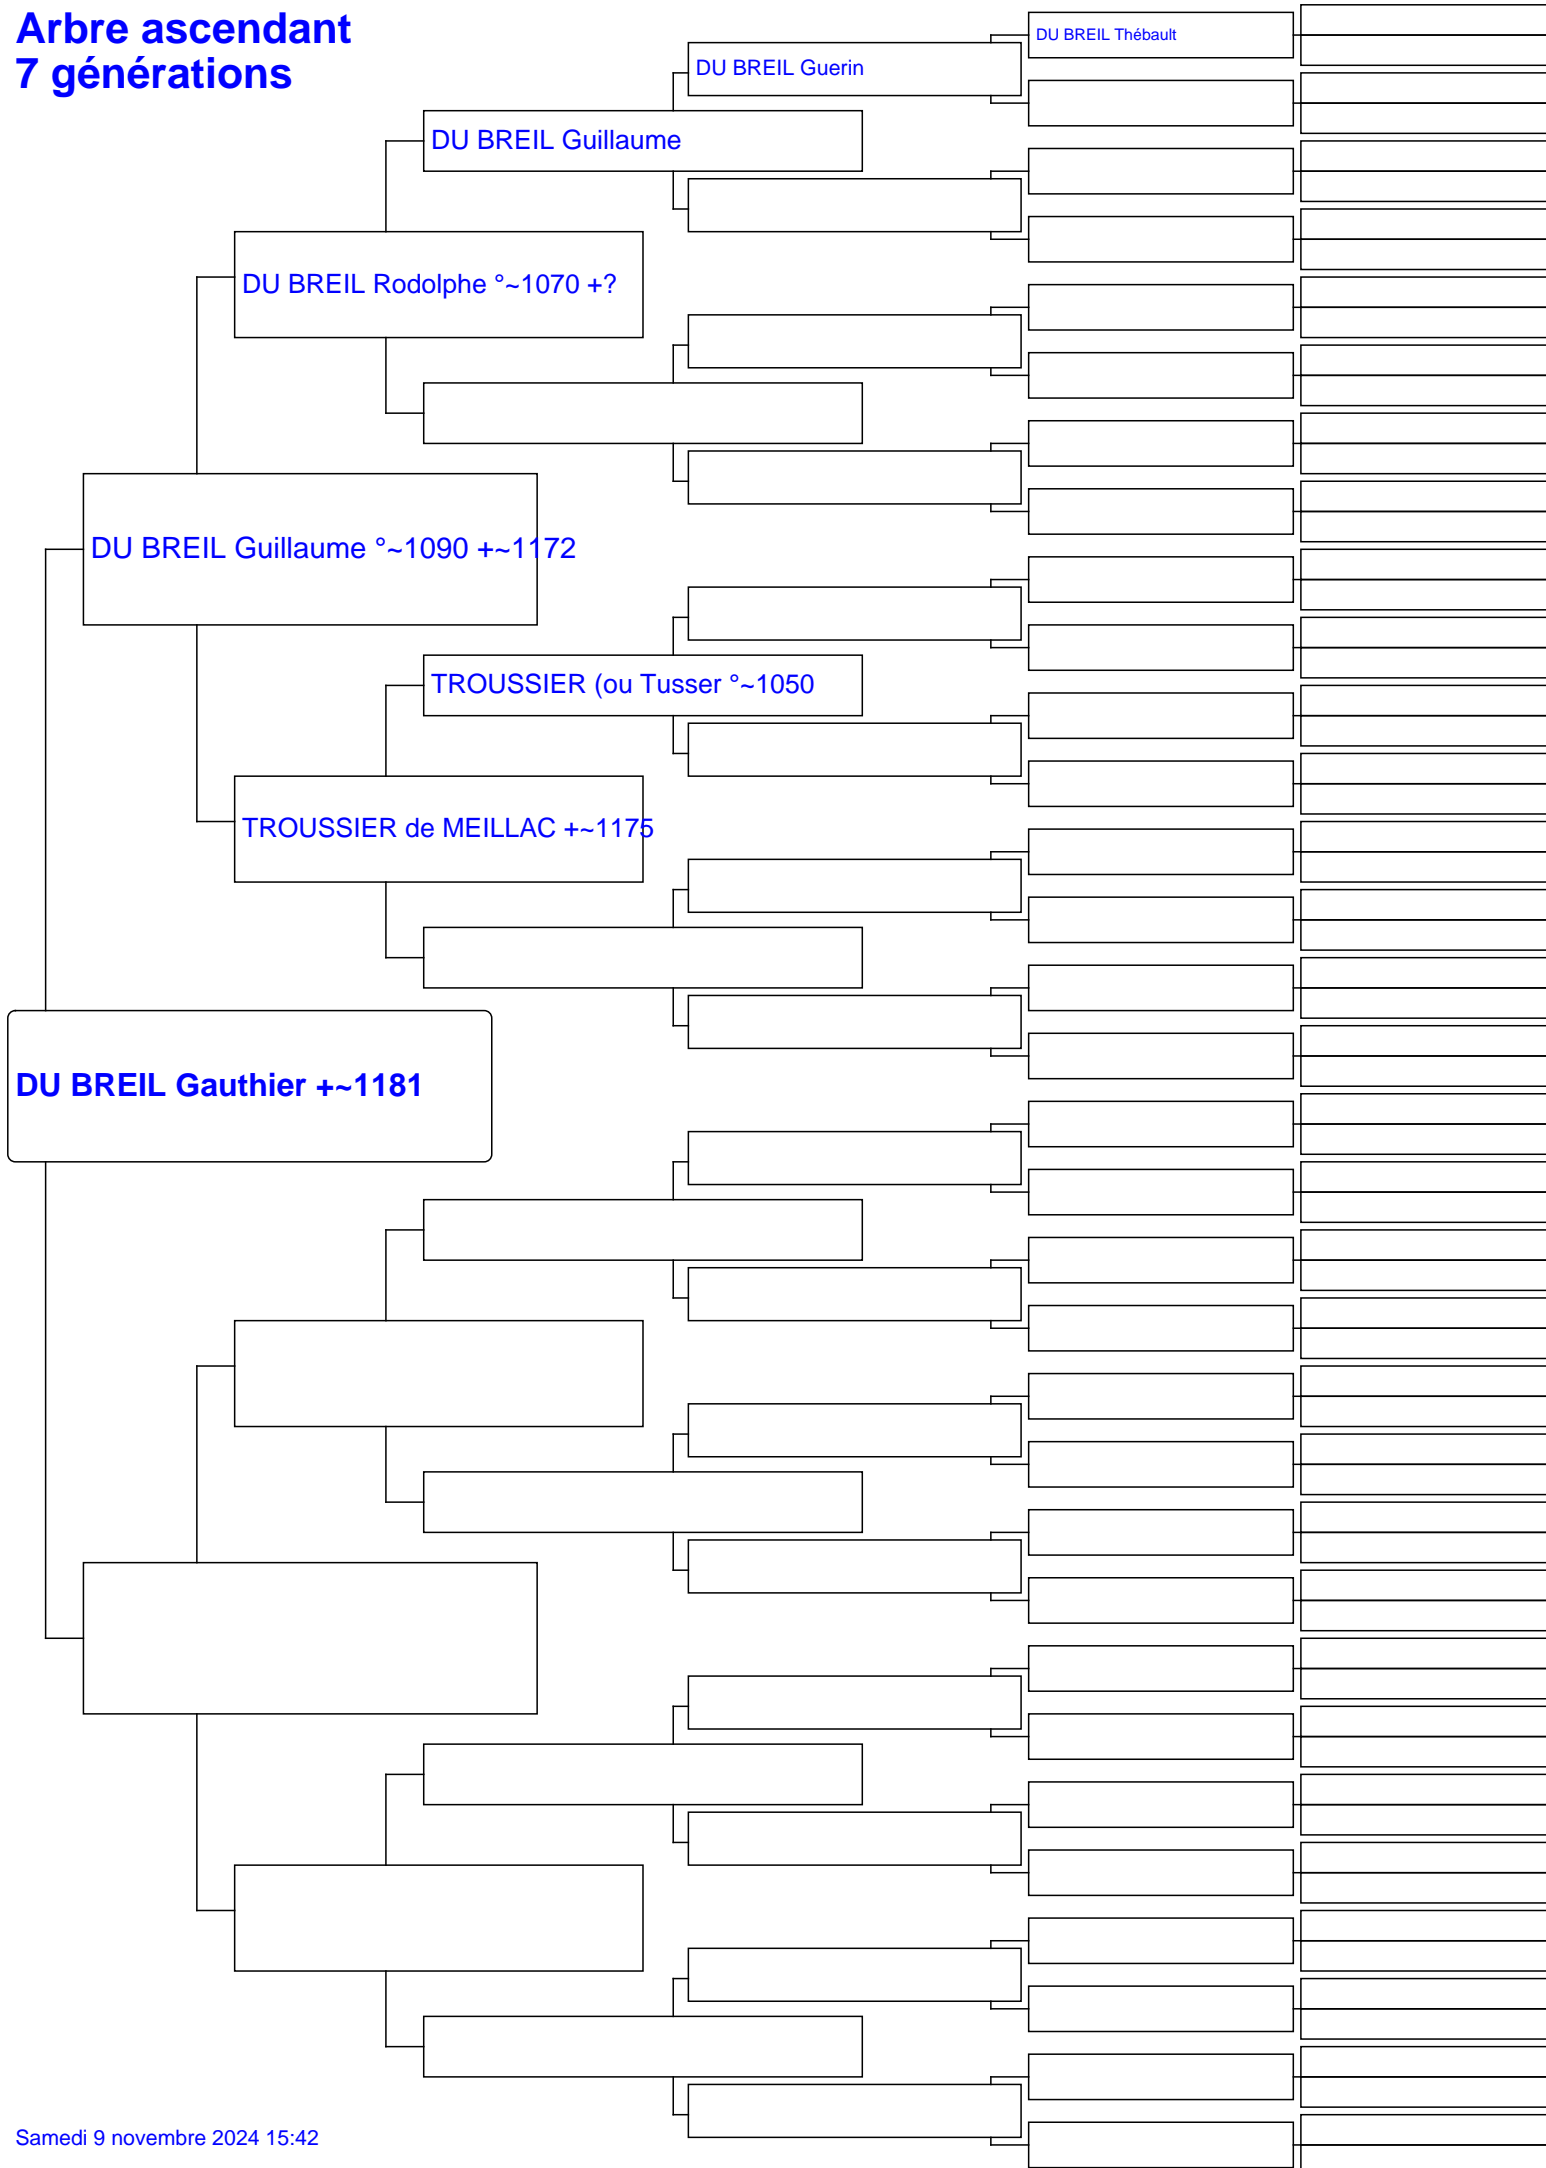 Arbre ascendant
7 générations
DU BREIL Thébault
DU BREIL Guerin
DU BREIL Guillaume
DU BREIL Rodolphe °~1070 +?
DU BREIL Guillaume °~1090 +~1172
TROUSSIER (ou Tusser °~1050
TROUSSIER de MEILLAC +~1175
DU BREIL Gauthier +~1181
Samedi 9 novembre 2024 15:42